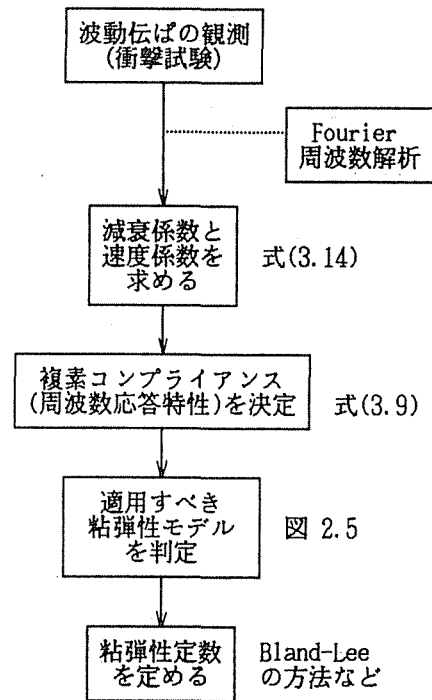 波動伝ぱの観測
(衝撃試験)
Fourier
周波数解析
減衰係数と
速度係数を
求める
式(3.14)
複素コンプライアンス
(周波数応答特性)を決定
式(3.9)
適用すべき
粘弾性モデル
を判定
図 2.5
粘弾性定数
を定める
Bland-Lee
の方法など